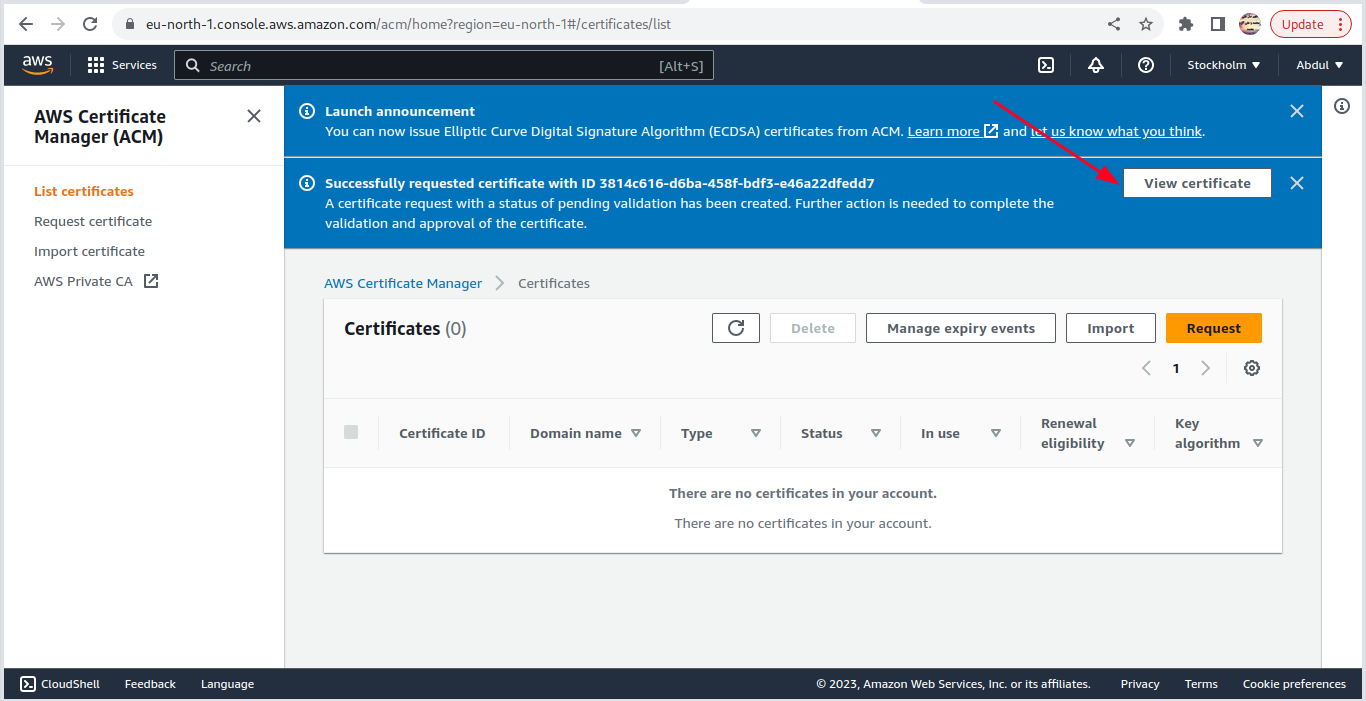 eu-north-1.console.aws.amazon.com/acm/home?region=eu-north-1#/certificates/list
Update
aws
Services
Search
[Alt+S]
Stockholm
Abdul
AWS Certificate
Manager (ACM)
List certificates
Request certificate
Import certificate
AWS Private CA
Launch announcement
You can now issue Elliptic Curve Digital Signature Algorithm (ECDSA) certificates from ACM. Learn more and let us know what you think.
Successfully requested certificate with ID 3814c616-d6ba-458f-bdf3-e46a22dfedd7
A certificate request with a status of pending validation has been created. Further action is needed to complete the
validation and approval of the certificate.
View certificate
AWS Certificate Manager
Certificates
Certificates (0)
Delete
Manage expiry events
Import
Request
1
Certificate ID
Domain name
Type
Status
In use
Renewal
eligibility
Key
algorithm
There are no certificates in your account.
There are no certificates in your account.
CloudShell
Feedback
Language
© 2023, Amazon Web Services, Inc. or its affiliates.
Privacy
Terms
Cookie preferences